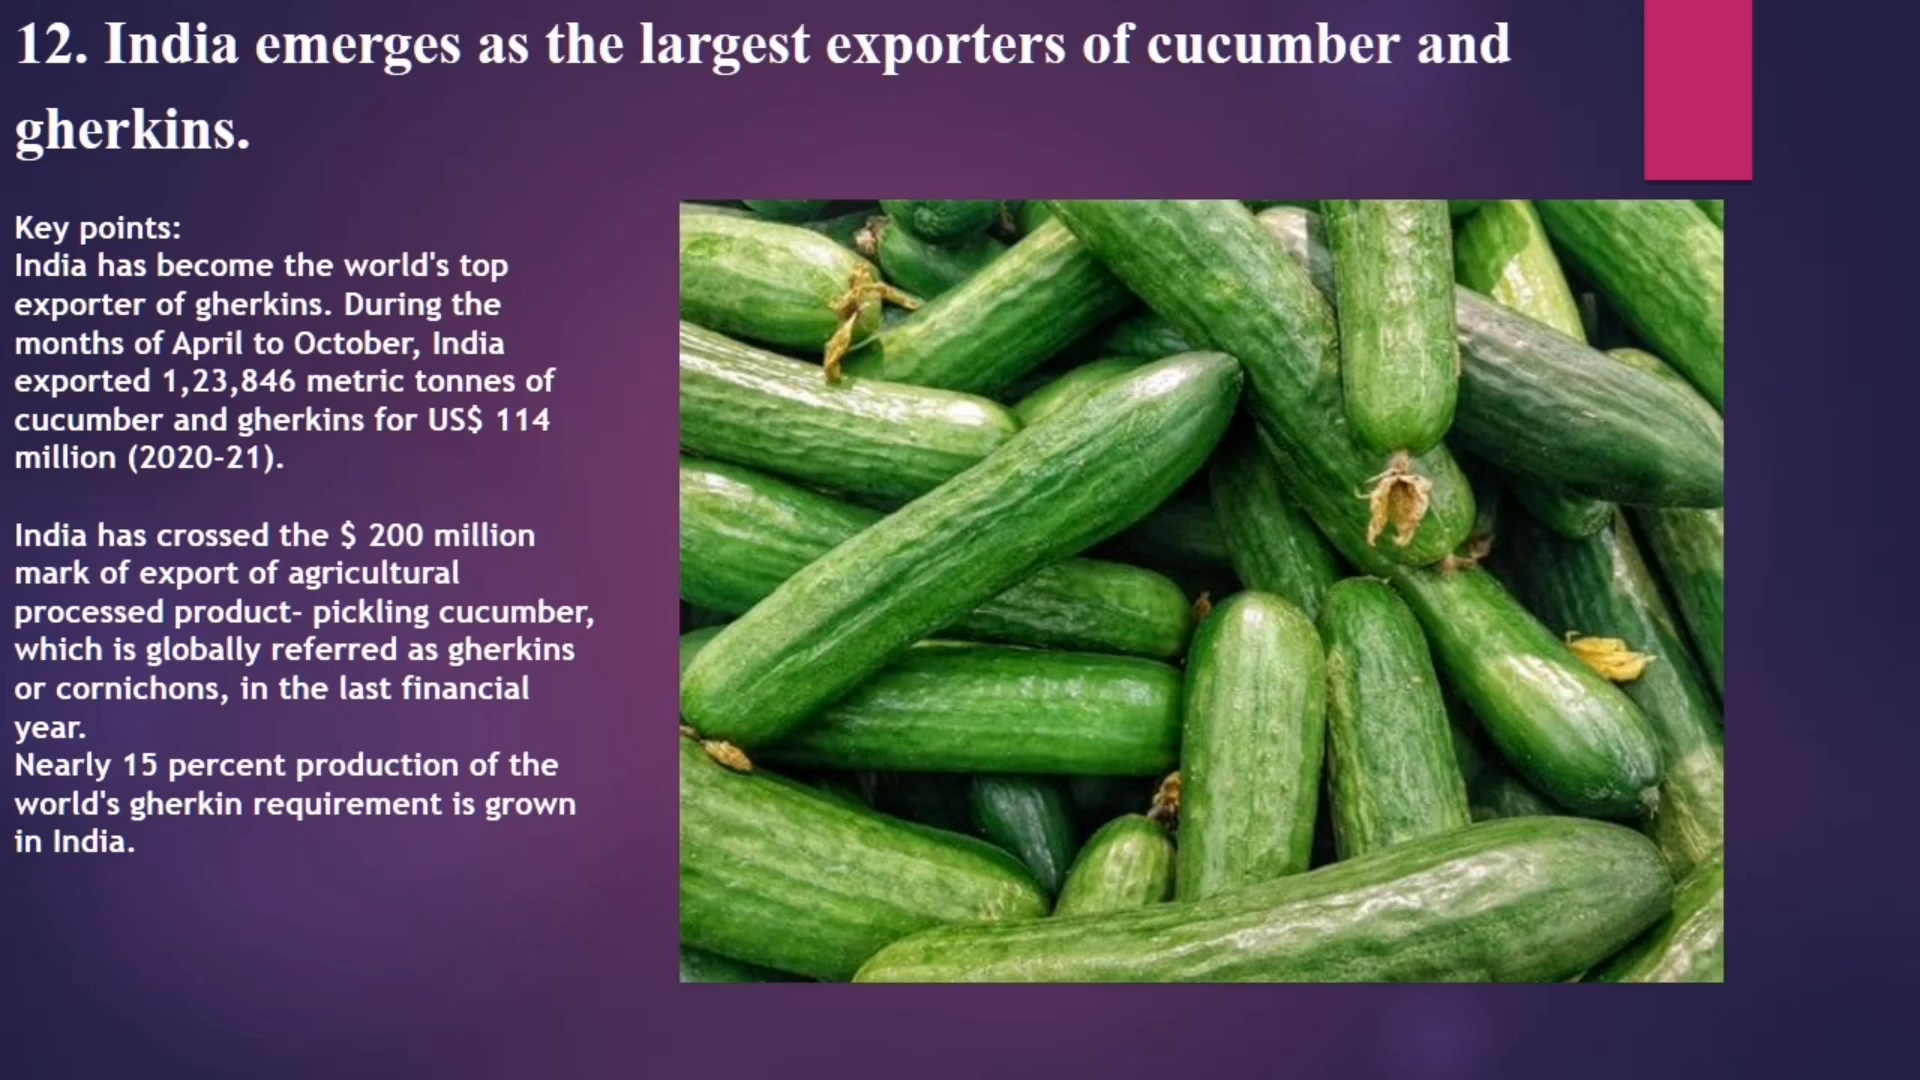 12. India emerges as the largest exporters of cucumber and
gherkins.
Key points:
India has become the world's top
exporter of gherkins. During the
months of April to October, India
exported 1,23,846 metric tonnes of
cucumber and gherkins for US$ 114
million (2020-21).
India has crossed the $ 200 million
mark of export of agricultural
processed product- pickling cucumber,
which is globally referred as gherkins
or cornichons, in the last financial
year.
Nearly 15 percent production of the
world's gherkin requirement is grown
in India.